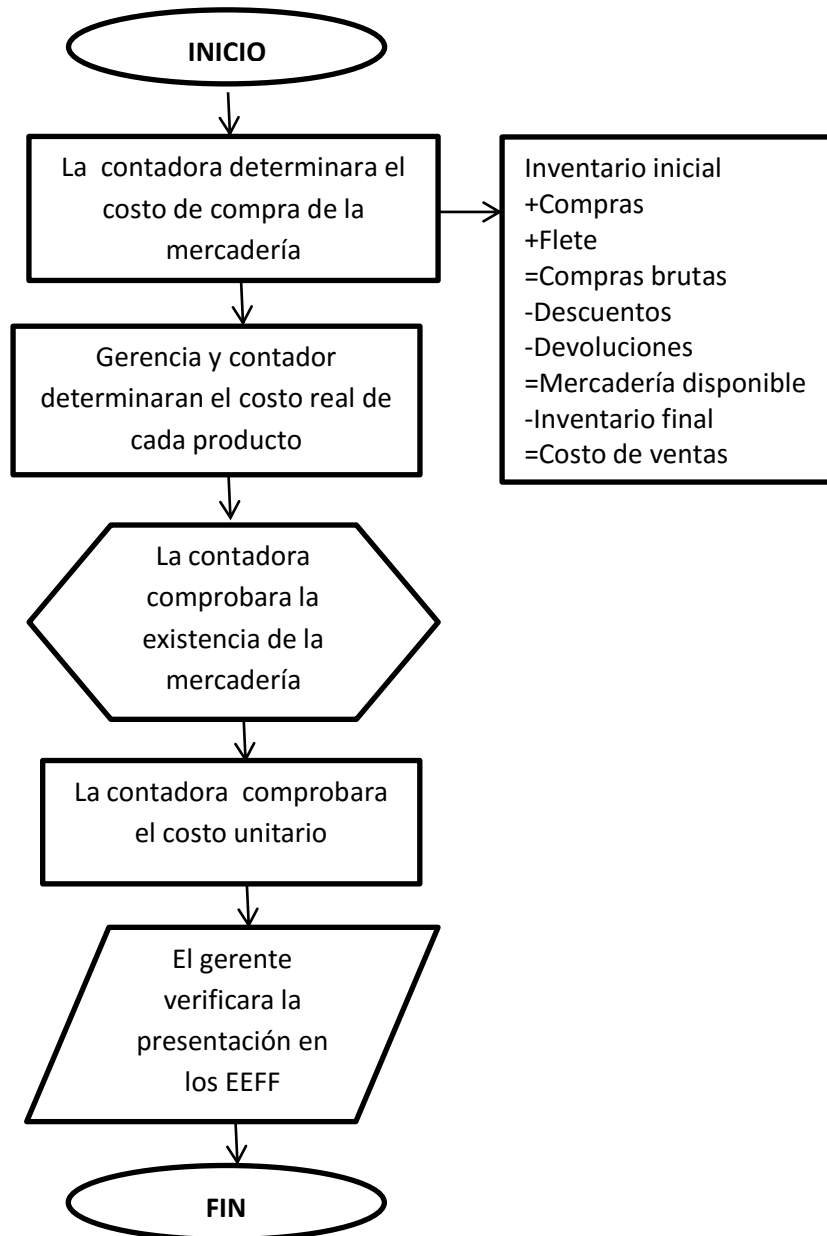 INICIO
La contadora determinara el
costo de compra de la
mercadería
Inventario inicial
+Compras
+Flete
=Compras brutas
-Descuentos
-Devoluciones
=Mercadería disponible
-Inventario final
=Costo de ventas
Gerencia y contador
determinaran el costo real de
cada producto
La contadora
comprobara la
existencia de la
mercadería
La contadora comprobara
el costo unitario
El gerente
verificara la
presentación en
los EEFF
FIN